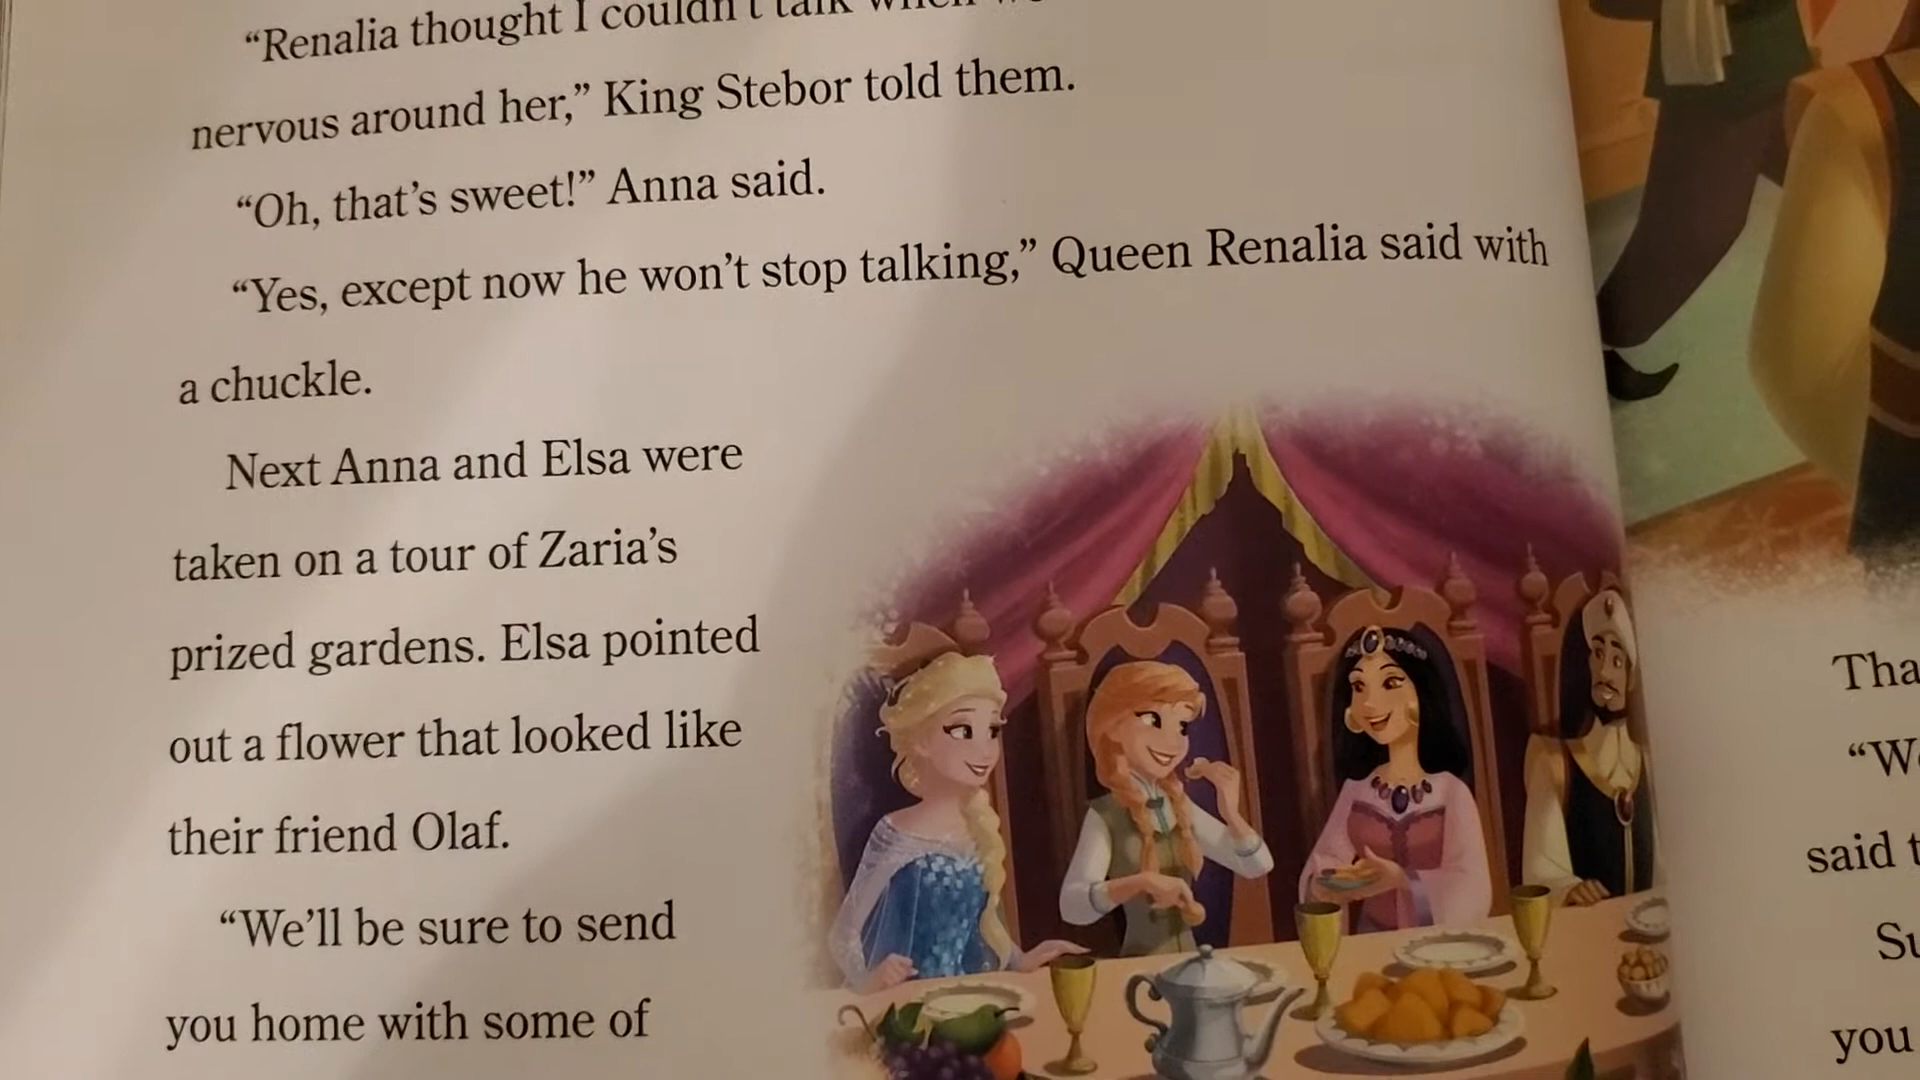 “Renalia thought I couldn’t talk when
nervous around her,” King Stebor told them.
“Oh, that’s sweet!” Anna said.
“Yes, except now he won’t stop talking,” Queen Renalia said with
a chuckle.
Next Anna and Elsa were
taken on a tour of Zaria’s
prized gardens. Elsa pointed
out a flower that looked like
their friend Olaf.
“We’ll be sure to send
you home with some of
said
you